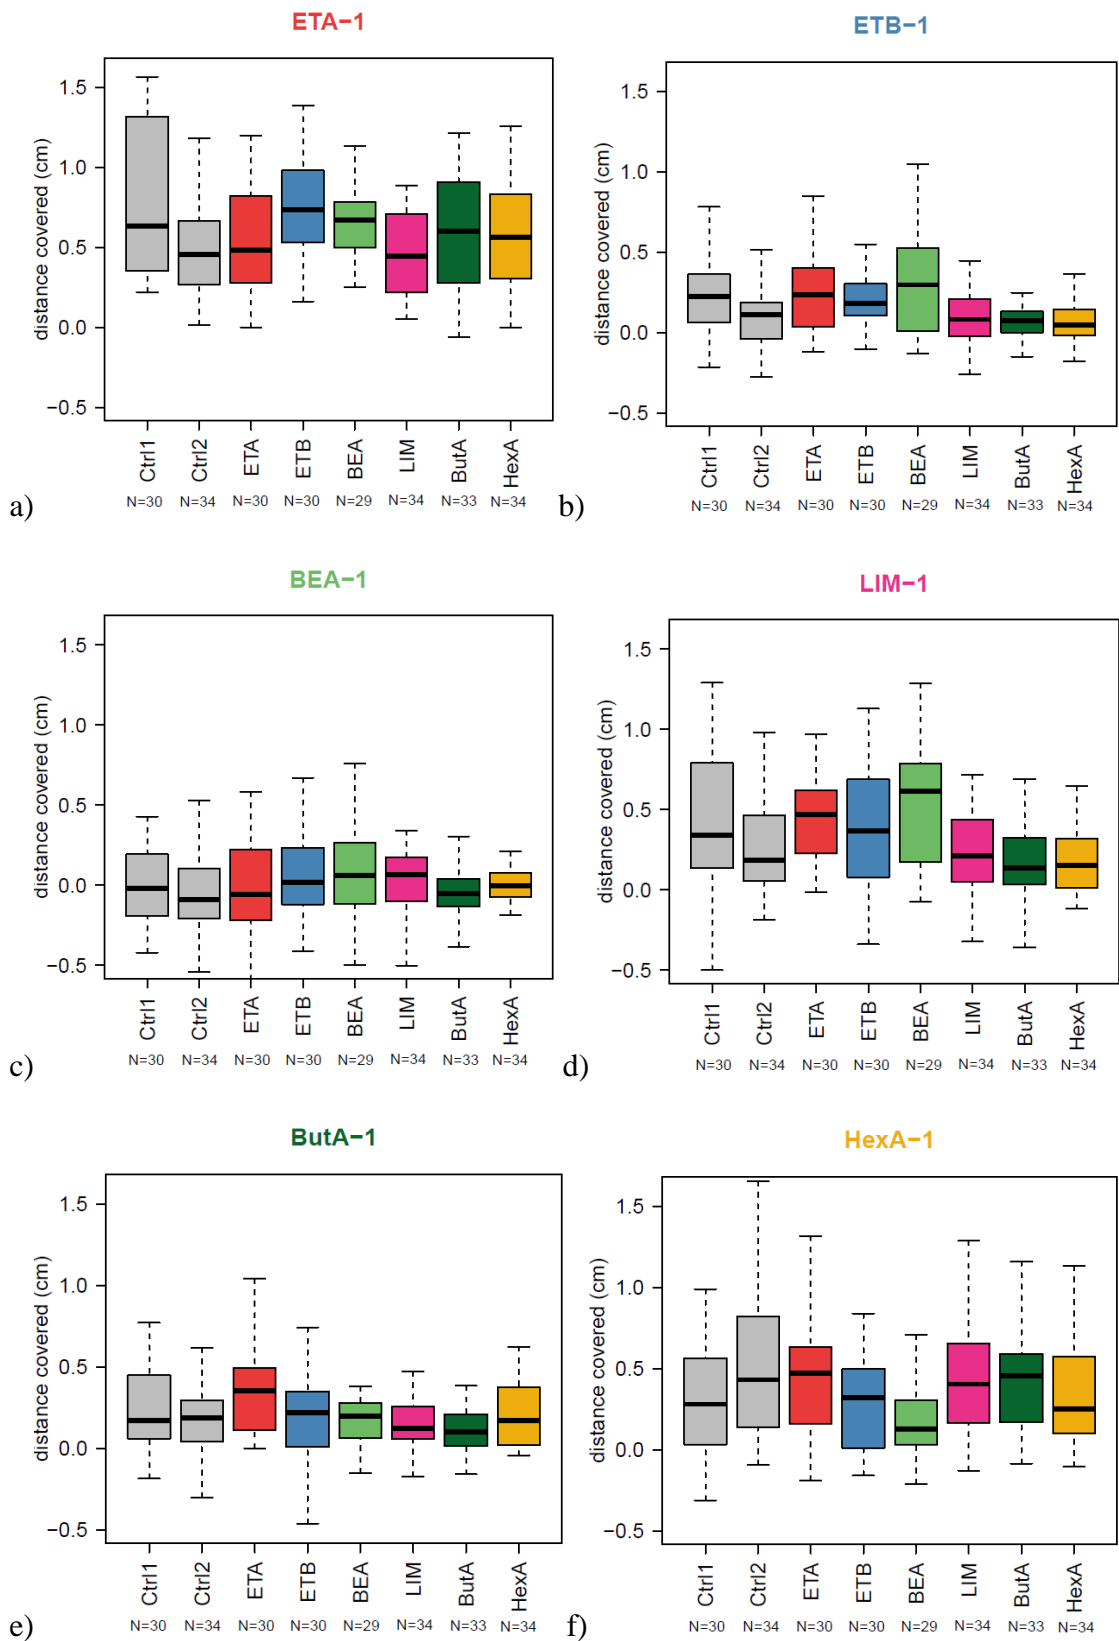 ETA−1
distance covered (cm)
1.5
1.0
0.5
0.0
−0.5
Ctrl1 Ctrl2 ETA ETB BEA LIM ButA HexA
N=30 N=34 N=30 N=30 N=29 N=34 N=33 N=34
a)
ETB−1
distance covered (cm)
1.5
1.0
0.5
0.0
−0.5
Ctrl1 Ctrl2 ETA ETB BEA LIM ButA HexA
N=30 N=34 N=30 N=30 N=29 N=34 N=33 N=34
b)
BEA−1
distance covered (cm)
1.5
1.0
0.5
0.0
−0.5
Ctrl1 Ctrl2 ETA ETB BEA LIM ButA HexA
N=30 N=34 N=30 N=30 N=29 N=34 N=33 N=34
c)
LIM−1
distance covered (cm)
1.5
1.0
0.5
0.0
−0.5
Ctrl1 Ctrl2 ETA ETB BEA LIM ButA HexA
N=30 N=34 N=30 N=30 N=29 N=34 N=33 N=34
d)
ButA−1
distance covered (cm)
1.5
1.0
0.5
0.0
−0.5
Ctrl1 Ctrl2 ETA ETB BEA LIM ButA HexA
N=30 N=34 N=30 N=30 N=29 N=34 N=33 N=34
e)
HexA−1
distance covered (cm)
1.5
1.0
0.5
0.0
−0.5
Ctrl1 Ctrl2 ETA ETB BEA LIM ButA HexA
N=30 N=34 N=30 N=30 N=29 N=34 N=33 N=34
f)